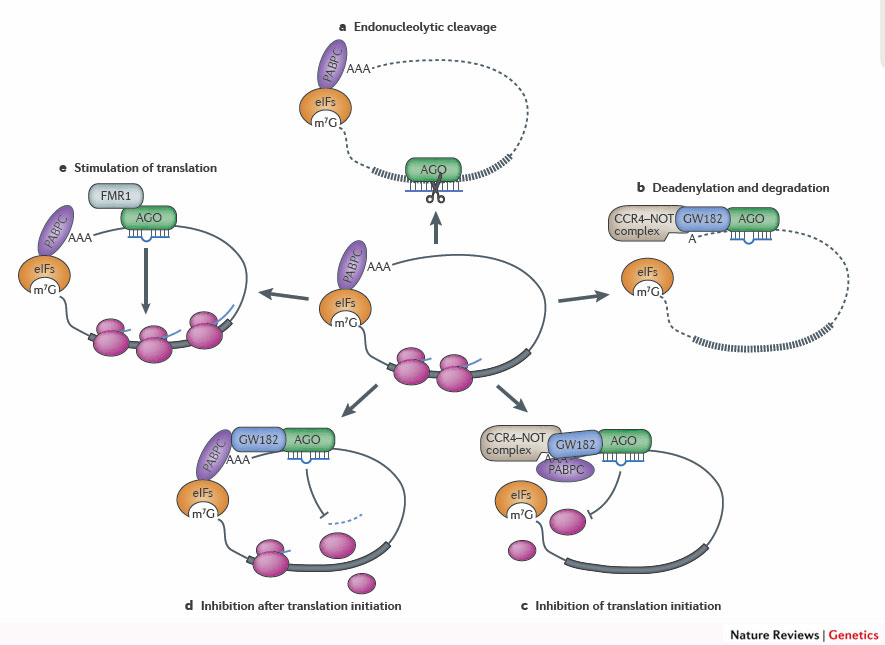 a Endonucleolytic cleavage
PABPC
AAA
eIFs
m⁷G
AGO
e Stimulation of translation
FMR1
AGO
PABPC
AAA
eIFs
m⁷G
b Deadenylation and degradation
CCR4–NOT
complex
GW182
AGO
A
eIFs
m⁷G
PABPC
AAA
eIFs
m⁷G
GW182
AGO
PABPC
AAA
eIFs
m⁷G
d Inhibition after translation initiation
CCR4–NOT
complex
GW182
AGO
AAA
PABPC
eIFs
m⁷G
c Inhibition of translation initiation
Nature Reviews | Genetics